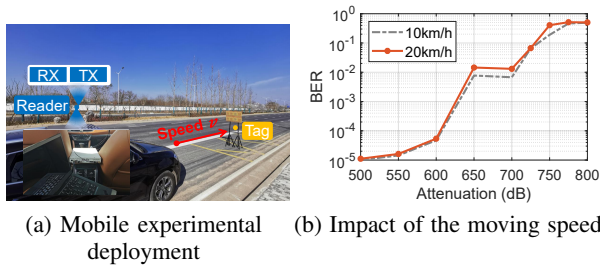 RX TX
Reader
Speed v
Tag
(a) Mobile experimental
deployment
10^0
10^-1
10^-2
10^-3
10^-4
10^-5
BER
10km/h
20km/h
500 550 600 650 700 750 800
Attenuation (dB)
(b) Impact of the moving speed